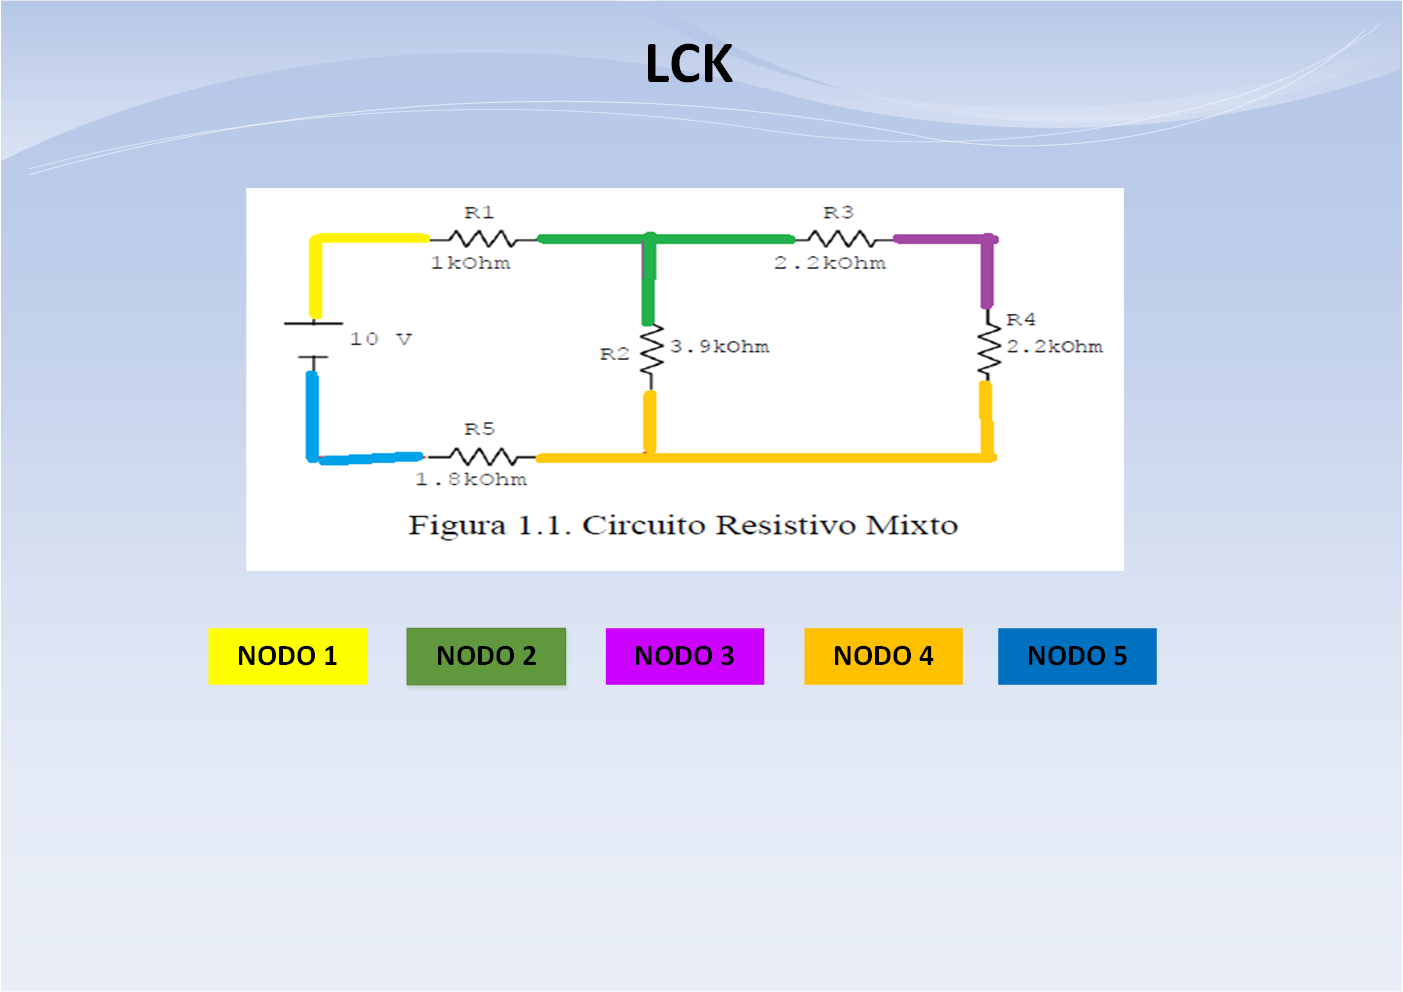 LCK
R1
R3
1kOhm
2.2kOhm
10 V
R2
3.9kOhm
R4
2.2kOhm
R5
1.8kOhm
Figura 1.1. Circuito Resistivo Mixto
NODO 1
NODO 2
NODO 3
NODO 4
NODO 5